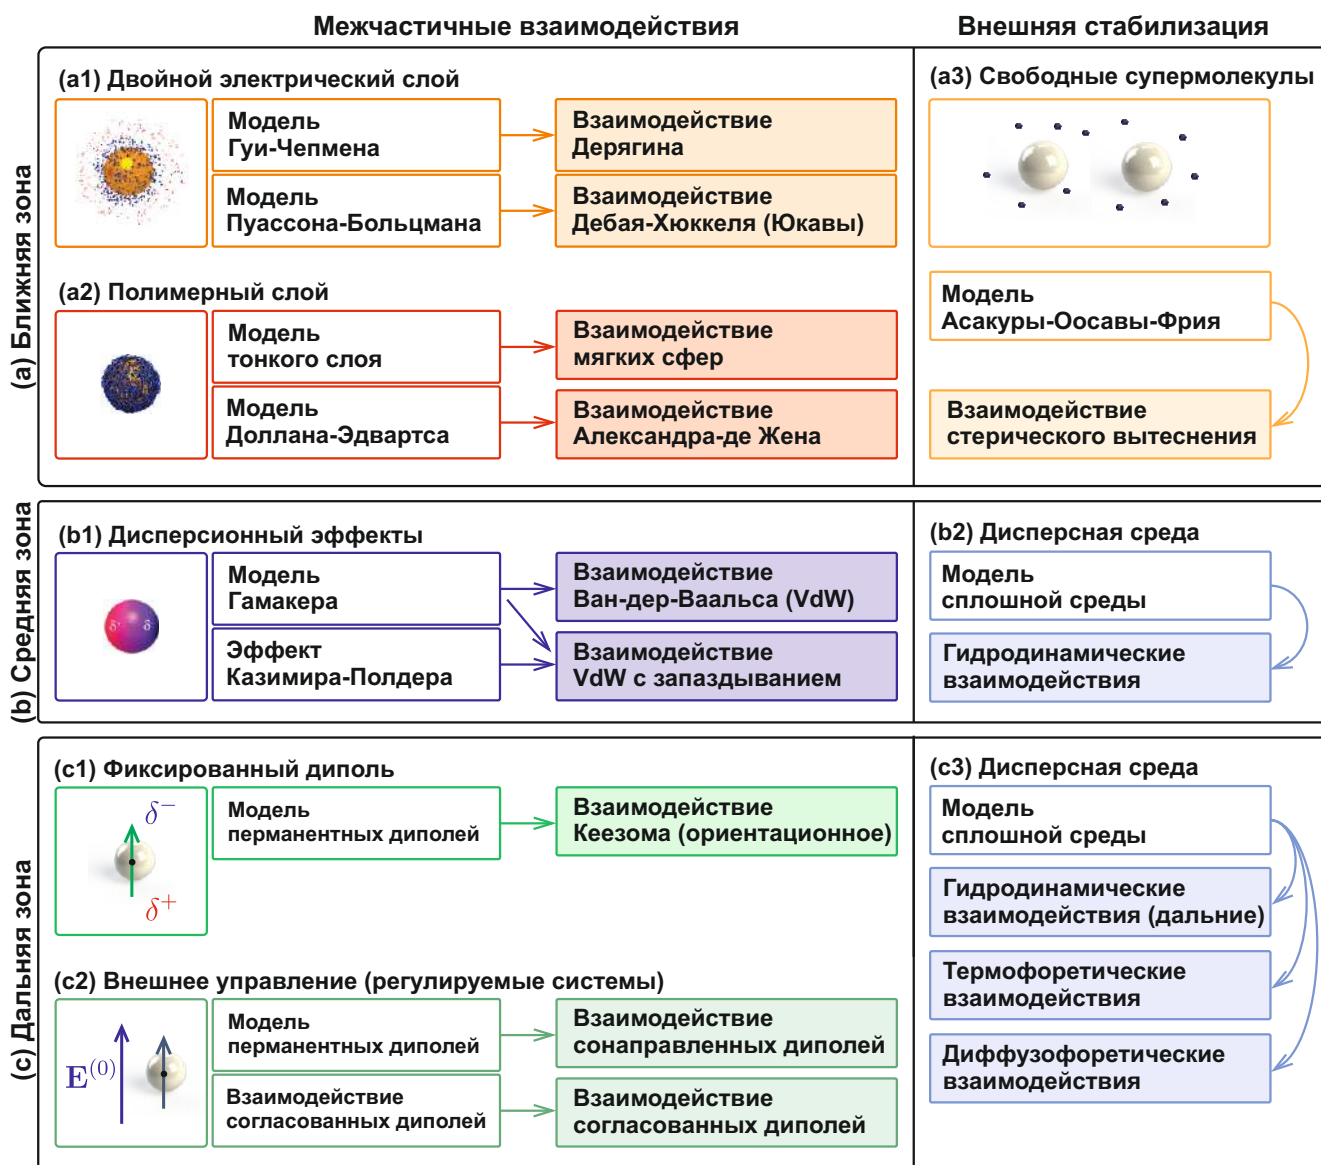 Межчастичные взаимодействия
Внешняя стабилизация
(a) Ближняя зона
(a1) Двойной электрический слой
Модель
Гуи-Чепмена
Взаимодействие
Дерягина
Модель
Пуассона-Больцмана
Взаимодействие
Дебая-Хюккеля (Юкавы)
(a2) Полимерный слой
Модель
тонкого слоя
Взаимодействие
мягких сфер
Модель
Доллана-Эдвартса
Взаимодействие
Александра-де Жена
(a3) Свободные супермолекулы
Модель
Асакуры-Оосавы-Фрия
Взаимодействие
стерического вытеснения
(b) Средняя зона
(b1) Дисперсионный эффекты
δ- δ-
Модель
Гамакера
Взаимодействие
Ван-дер-Ваальса (VdW)
Эффект
Казимира-Полдера
Взаимодействие
VdW с запаздыванием
(b2) Дисперсная среда
Модель
сплошной среды
Гидродинамические
взаимодействия
(c) Дальняя зона
(c1) Фиксированный диполь
δ−
δ+
Модель
перманентных диполей
Взаимодействие
Кеезома (ориентационное)
(c2) Внешнее управление (регулируемые системы)
E(0)
Модель
перманентных диполей
Взаимодействие
сонаправленных диполей
Взаимодействие
согласованных диполей
Взаимодействие
согласованных диполей
(c3) Дисперсная среда
Модель
сплошной среды
Гидродинамические
взаимодействия (дальние)
Термофоретические
взаимодействия
Диффузофоретические
взаимодействия